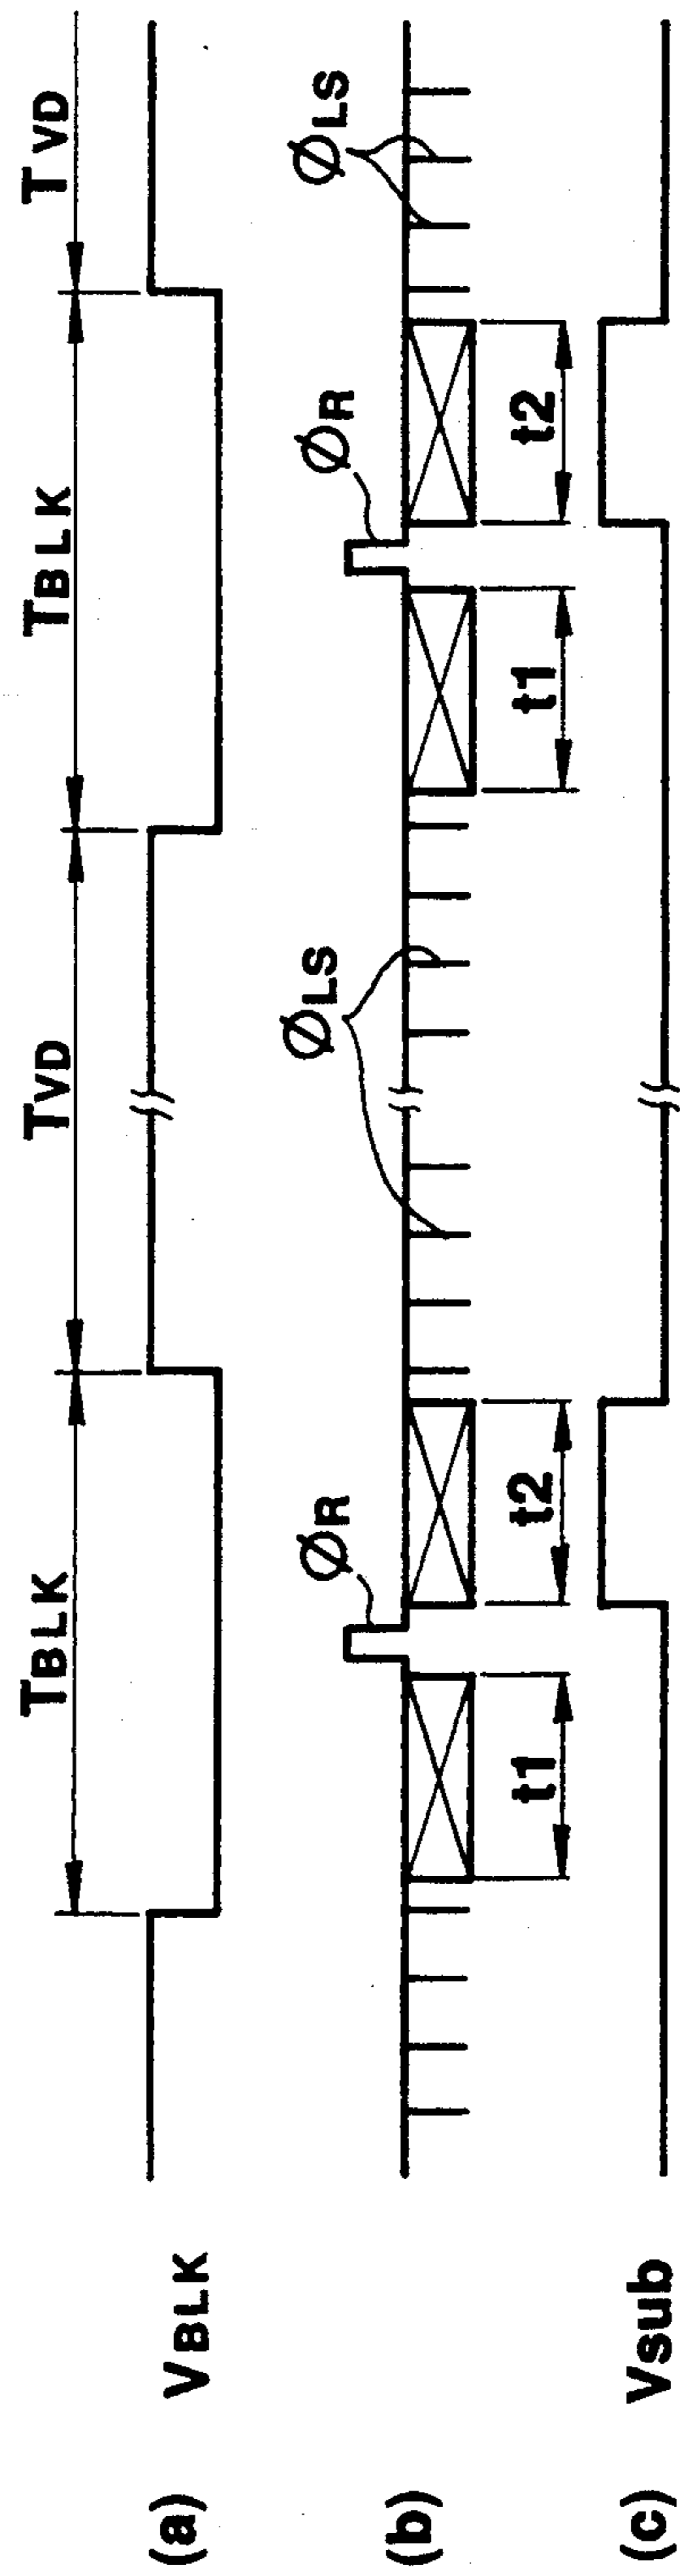 TBLK TVD TBLK TVD
(a) VBLK
øR øLS øR øLS
(b)
t1 t2 t1 t2
(c) Vsub